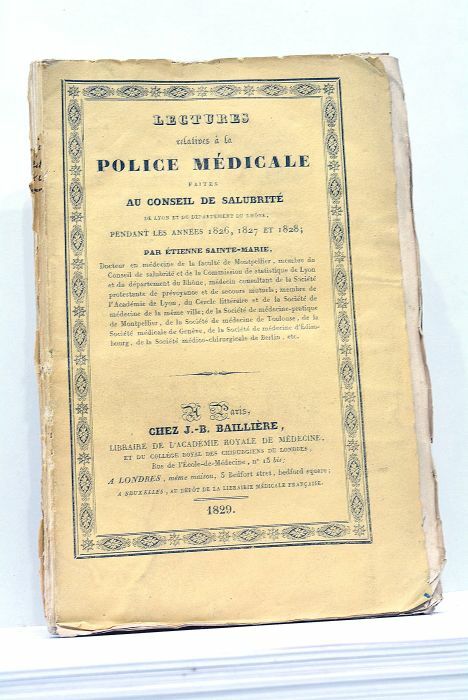 LECTURES
relatives à la
POLICE MÉDICALE
FAITES
AU CONSEIL DE SALUBRITÉ
DE LYON ET DU DÉPARTEMENT DU RHÔNE,
PENDANT LES ANNÉES 1826, 1827 ET 1828;
PAR ÉTIENNE SAINTE-MARIE,
Docteur en médecine de la faculté de Montpellier, membre du
Conseil de salubrité et de la Commission de statistique de Lyon
et du département du Rhône, médecin consultant de la Société
protestante de prévoyance et de secours mutuels; membre de
l'Académie de Lyon, du Cercle littéraire et de la Société de
médecine de la même ville; de la Société de médecine-pratique
de Montpellier, de la Société de médecine de Toulouse, de la
Société médicale de Genève, de la Société de médecine d'Edim-
bourg, de la Société médico-chirurgicale de Berlin, etc.
A Paris,
CHEZ J.-B. BAILLIÈRE,
LIBRAIRE DE L'ACADÉMIE ROYALE DE MÉDECINE,
ET DU COLLÈGE ROYAL DES CHIRURGIENS DE LONDRES,
Rue de l'École-de-Médecine, n° 13 bis;
A LONDRES, même maison, 3 Bedfort stret, bedford square;
A BRUXELLES, AU DÉPÔT DE LA LIBRAIRIE MÉDICALE FRANÇAISE.
1829.